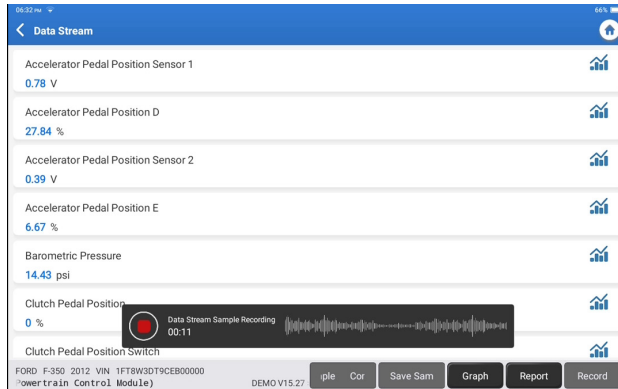 06:32 PM
66%
Data Stream
Accelerator Pedal Position Sensor 1
0.78 V
Accelerator Pedal Position D
27.84 %
Accelerator Pedal Position Sensor 2
0.39 V
Accelerator Pedal Position E
6.67 %
Barometric Pressure
14.43 psi
Clutch Pedal Position
0 %
Data Stream Sample Recording
00:11
Clutch Pedal Position Switch
FORD F-350 2012 VIN 1FT8W3DT9CEB00000
Powertrain Control Module)
DEMO V15.27
ple Cor
Save Sam
Graph
Report
Record